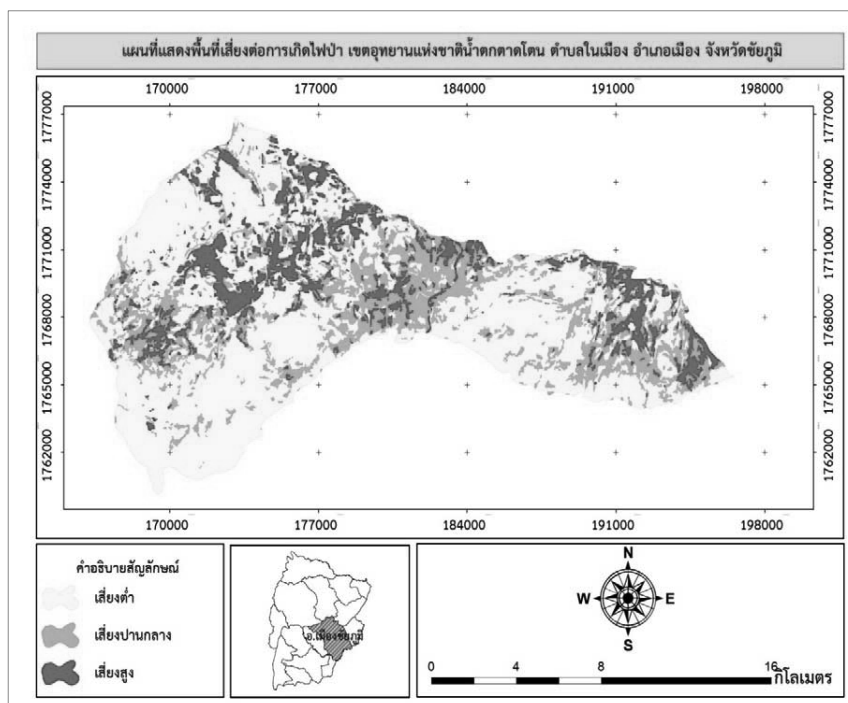 แผนที่แสดงพื้นที่เสี่ยงต่อการเกิดไฟป่า เขตอุทยานแห่งชาติน้ำตกตาดโตน ตำบลในเมือง อำเภอเมือง จังหวัดชัยภูมิ
170000 177000 184000 191000 198000
1777000 1777000
1774000 1774000
1771000 1771000
1768000 1768000
1765000 1765000
1762000 1762000
170000 177000 184000 191000 198000
คำอธิบายสัญลักษณ์
เสี่ยงต่ำ
เสี่ยงปานกลาง
เสี่ยงสูง
อ.เมืองชัยภูมิ
N
W E
S
0 4 8 16
กิโลเมตร